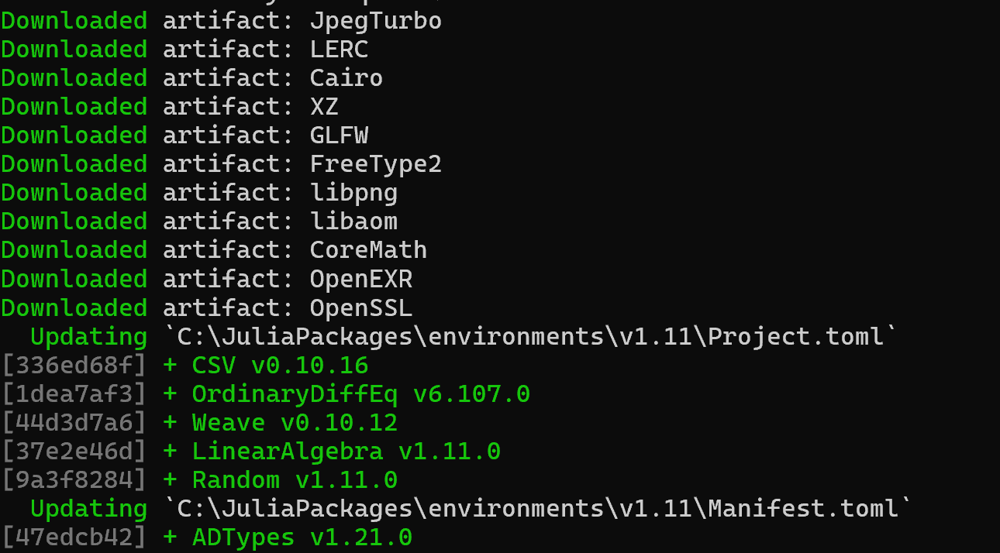 Downloaded artifact: JpegTurbo
Downloaded artifact: LERC
Downloaded artifact: Cairo
Downloaded artifact: XZ
Downloaded artifact: GLFW
Downloaded artifact: FreeType2
Downloaded artifact: libpng
Downloaded artifact: libaom
Downloaded artifact: CoreMath
Downloaded artifact: OpenEXR
Downloaded artifact: OpenSSL
Updating `C:\JuliaPackages\environments\v1.11\Project.toml`
[336ed68f] + CSV v0.10.16
[1dea7af3] + OrdinaryDiffEq v6.107.0
[44d3d7a6] + Weave v0.10.12
[37e2e46d] + LinearAlgebra v1.11.0
[9a3f8284] + Random v1.11.0
Updating `C:\JuliaPackages\environments\v1.11\Manifest.toml`
[47edcb42] + ADTypes v1.21.0